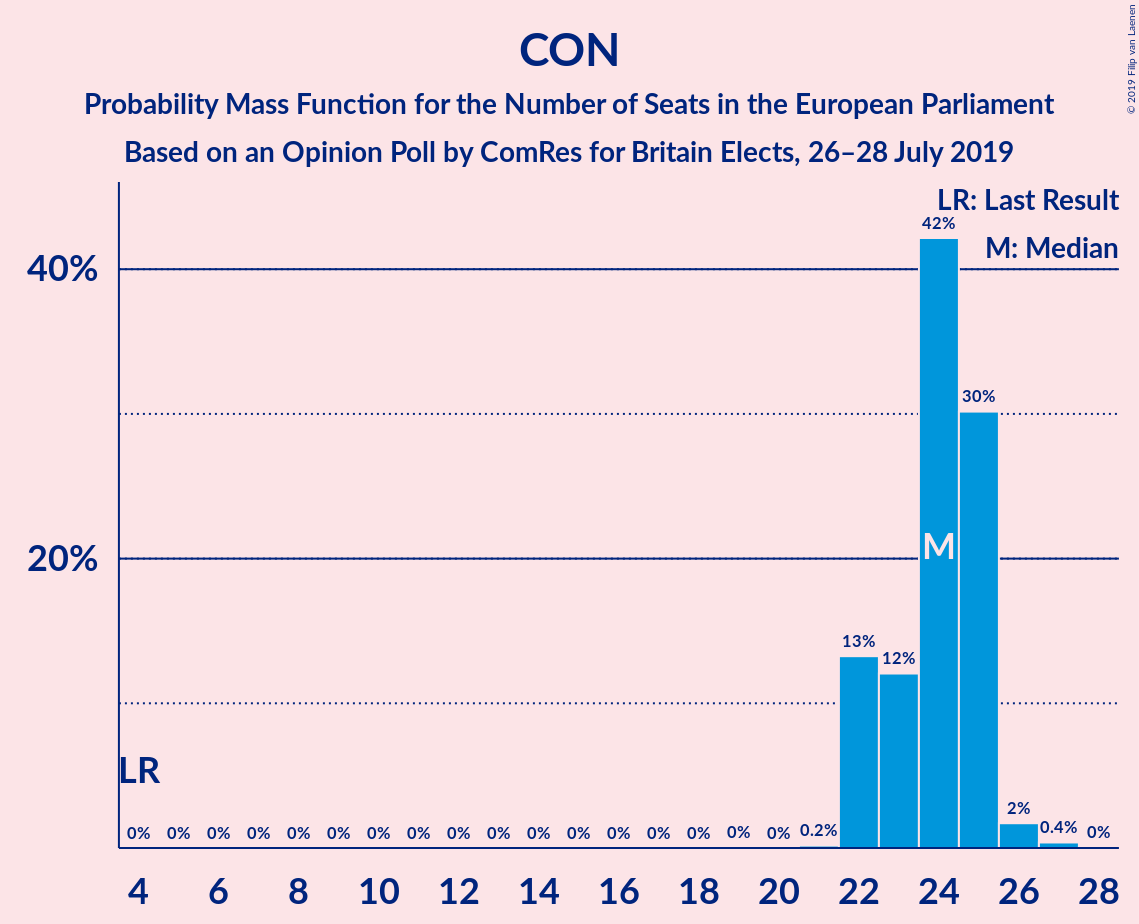 CON
Probability Mass Function for the Number of Seats in the European Parliament
Based on an Opinion Poll by ComRes for Britain Elects, 26–28 July 2019
© 2019 Filip van Laenen
LR: Last Result
M: Median
42%
40%
30%
20%
M
13%
12%
LR
0% 0% 0% 0% 0% 0% 0% 0% 0% 0% 0% 0% 0% 0% 0% 0% 0% 0.2% 2% 0.4% 0%
4 6 8 10 12 14 16 18 20 22 24 26 28